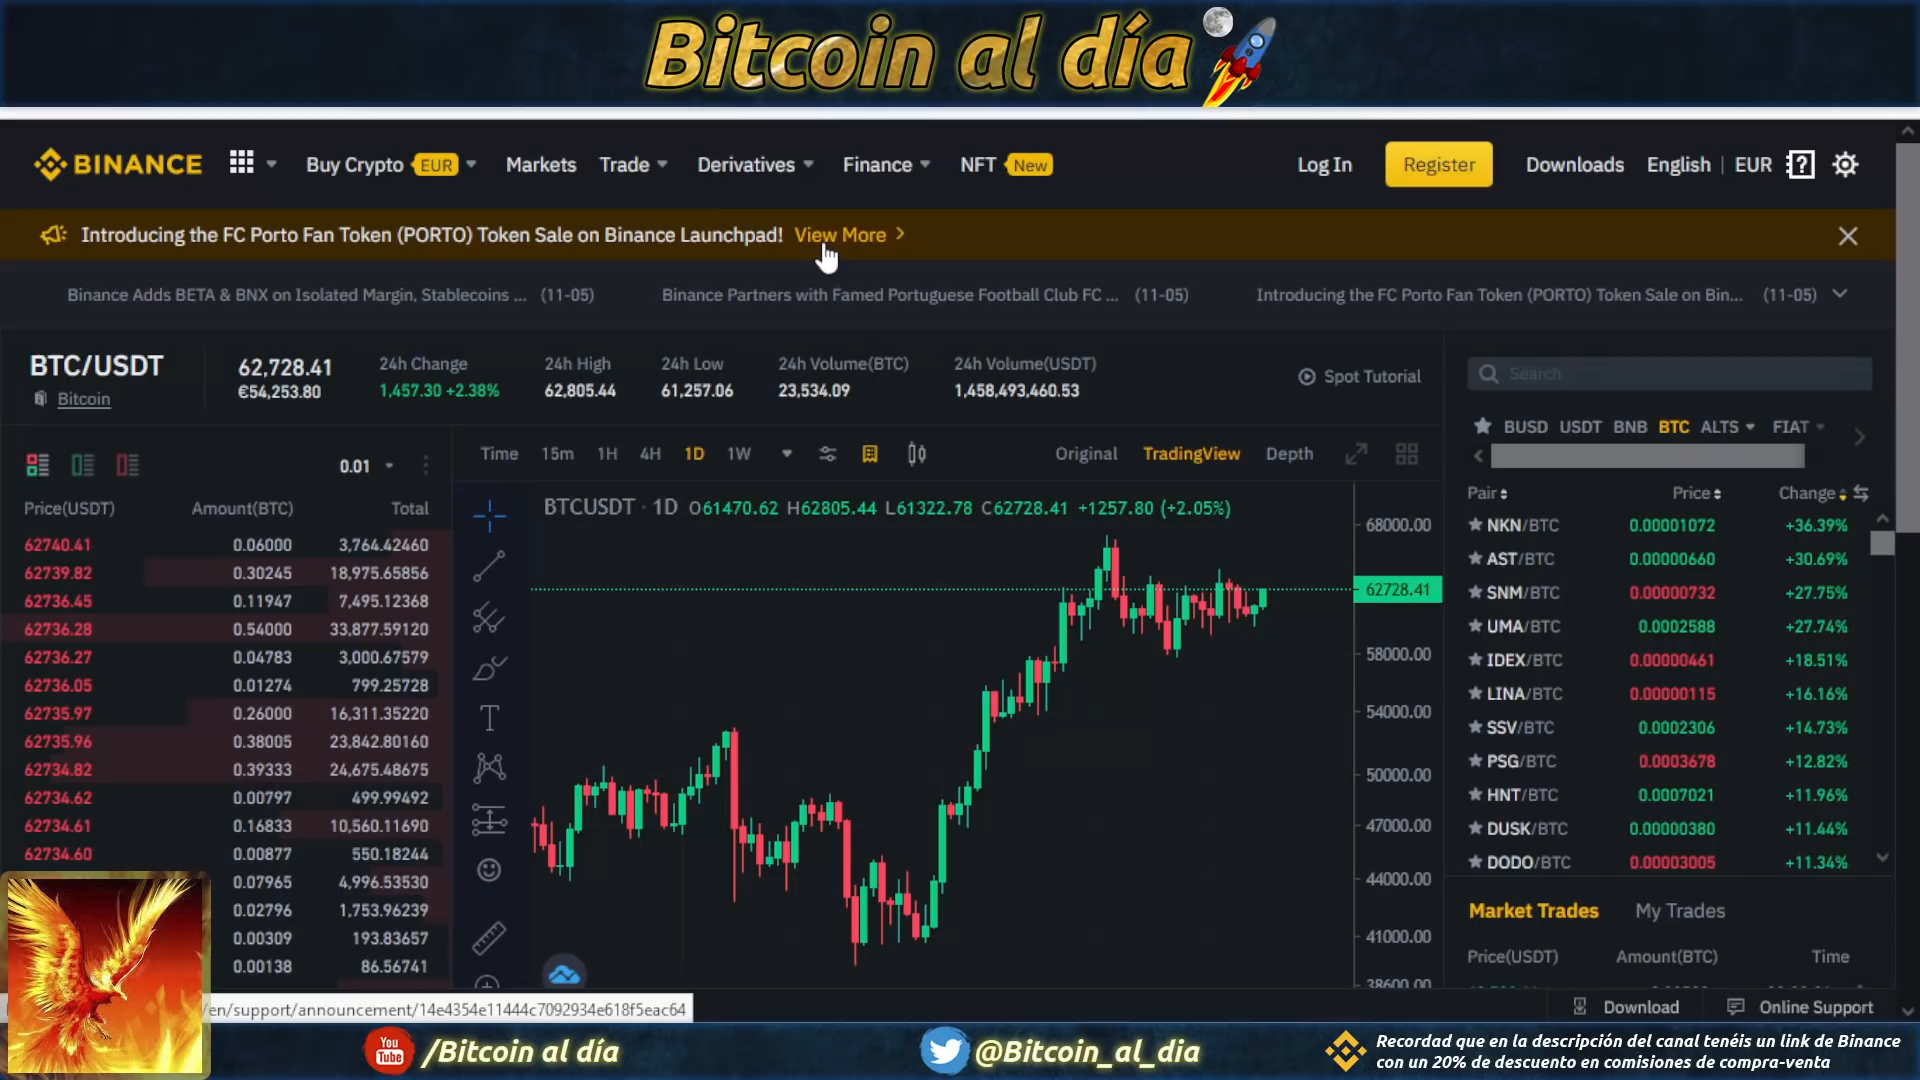 Bitcoin al día
BINANCE
Buy Crypto EUR
Markets
Trade
Derivatives
Finance
NFT New
Log In
Register
Downloads
English | EUR
Introducing the FC Porto Fan Token (PORTO) Token Sale on Binance Launchpad! View More
Binance Adds BETA & BNX on Isolated Margin, Stablecoins ... (11-05)
Binance Partners with Famed Portuguese Football Club FC ... (11-05)
Introducing the FC Porto Fan Token (PORTO) Token Sale on Bin... (11-05)
BTC/USDT
Bitcoin
62,728.41
€54,253.80
24h Change
1,457.30 +2.38%
24h High
62,805.44
24h Low
61,257.06
24h Volume(BTC)
23,534.09
24h Volume(USDT)
1,458,493,460.53
Spot Tutorial
Search
BUSD USDT BNB BTC ALTS FIAT
0.01
Price(USDT) Amount(BTC) Total
62740.41 0.06000 3,764.42460
62739.82 0.30245 18,975.65856
62736.45 0.11947 7,495.12368
62736.28 0.54000 33,877.59120
62736.27 0.04783 3,000.67579
62736.05 0.01274 799.25728
62735.97 0.26000 16,311.35220
62735.96 0.38005 23,842.80160
62734.82 0.39333 24,675.48675
62734.62 0.00797 499.99492
62734.61 0.16833 10,560.11690
62734.60 0.00877 550.18244
0.07965 4,996.53530
0.02796 1,753.96239
0.00309 193.83657
0.00138 86.56741
Time 15m 1H 4H 1D 1W
Original TradingView Depth
BTCUSDT · 1D O61470.62 H62805.44 L61322.78 C62728.41 +1257.80 (+2.05%)
68000.00
62728.41
58000.00
54000.00
50000.00
47000.00
44000.00
41000.00
38600.00
Pair Price Change
NKN/BTC 0.00001072 +36.39%
AST/BTC 0.00000660 +30.69%
SNM/BTC 0.00000732 +27.75%
UMA/BTC 0.0002588 +27.74%
IDEX/BTC 0.00000461 +18.51%
LINA/BTC 0.00000115 +16.16%
SSV/BTC 0.0002306 +14.73%
PSG/BTC 0.0003678 +12.82%
HNT/BTC 0.0007021 +11.96%
DUSK/BTC 0.00000380 +11.44%
DODO/BTC 0.00003005 +11.34%
Market Trades My Trades
Price(USDT) Amount(BTC) Time
/en/support/announcement/14e4354e11444c7092934e618f5eac64
Download
Online Support
You Tube /Bitcoin al día
@Bitcoin_al_dia
Recordad que en la descripción del canal tenéis un link de Binance
con un 20% de descuento en comisiones de compra-venta